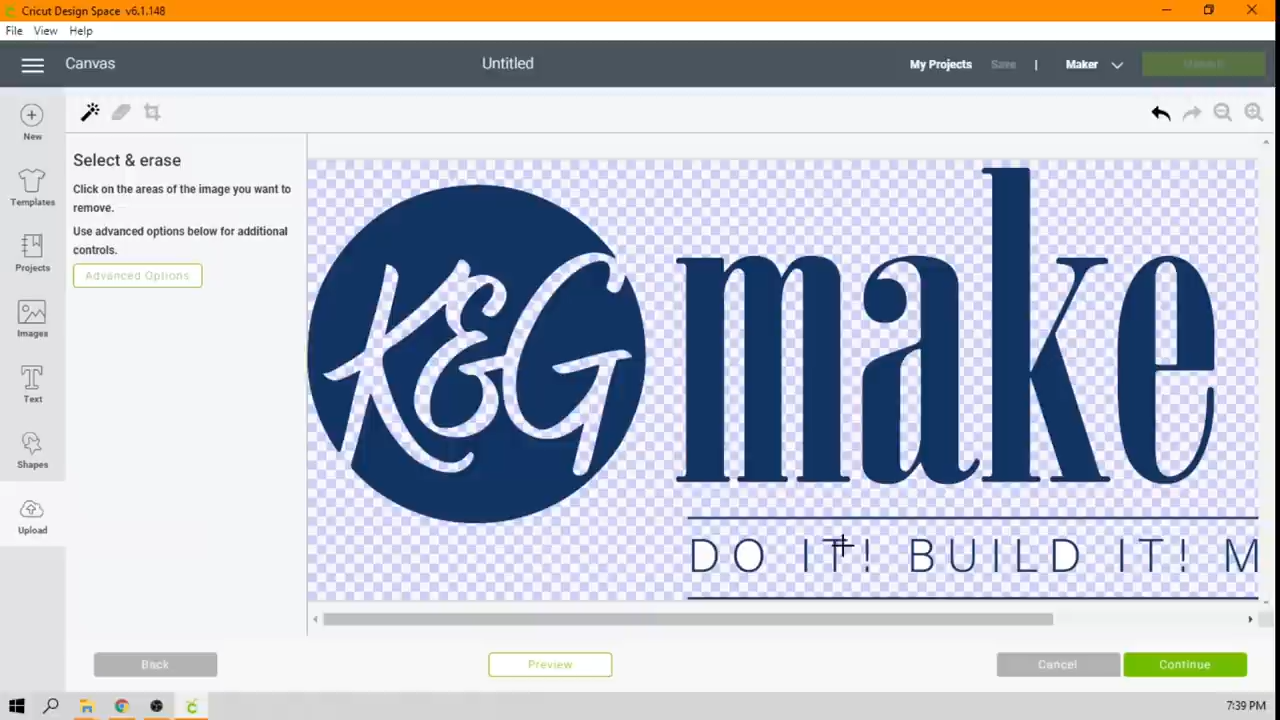 Cricut Design Space v6.1.148
File View Help
Canvas
Untitled
My Projects
Save
|
Maker
New
Templates
Projects
Images
Text
Shapes
Upload
Select & erase
Click on the areas of the image you want to
remove.
Use advanced options below for additional
controls.
Advanced Options
K&G
make
DO IT! BUILD IT! M
Back
Preview
Cancel
Continue
7:39 PM